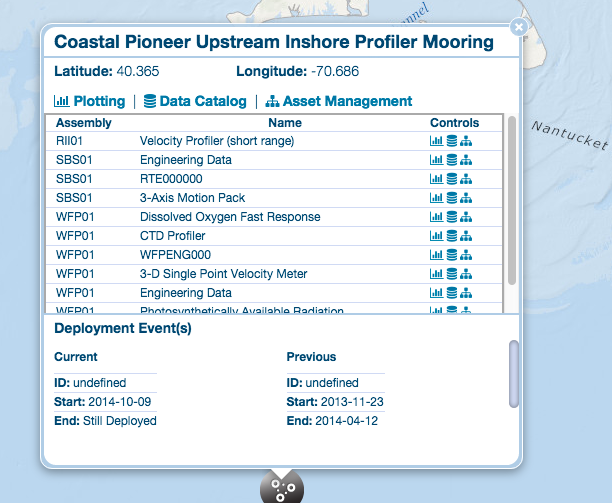 nnel
Coastal Pioneer Upstream Inshore Profiler Mooring
Latitude: 40.365 Longitude: -70.686
Plotting | Data Catalog | Asset Management
Assembly Name Controls
RII01 Velocity Profiler (short range)
SBS01 Engineering Data
SBS01 RTE000000
SBS01 3-Axis Motion Pack
WFP01 Dissolved Oxygen Fast Response
WFP01 CTD Profiler
WFP01 WFPENG000
WFP01 3-D Single Point Velocity Meter
WFP01 Engineering Data
WFP01 Photosynthetically Available Radiation
Nantucket
Deployment Event(s)
Current Previous
ID: undefined ID: undefined
Start: 2014-10-09 Start: 2013-11-23
End: Still Deployed End: 2014-04-12